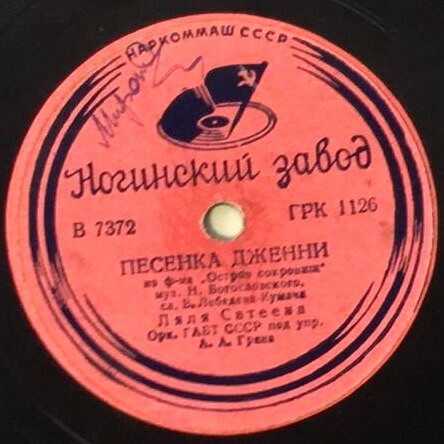 НАРКОММАШ СССР
Ногинский завод
В 7372
ГРК 1126
ПЕСЕНКА ДЖЕННИ
из ф-ма „Остров сокровищ"
муз. Н. Богословского,
сл. В. Лебедева-Кумача
Ляля Сатеева
Орк. ГАБТ СССР под упр.
А. А. Грана